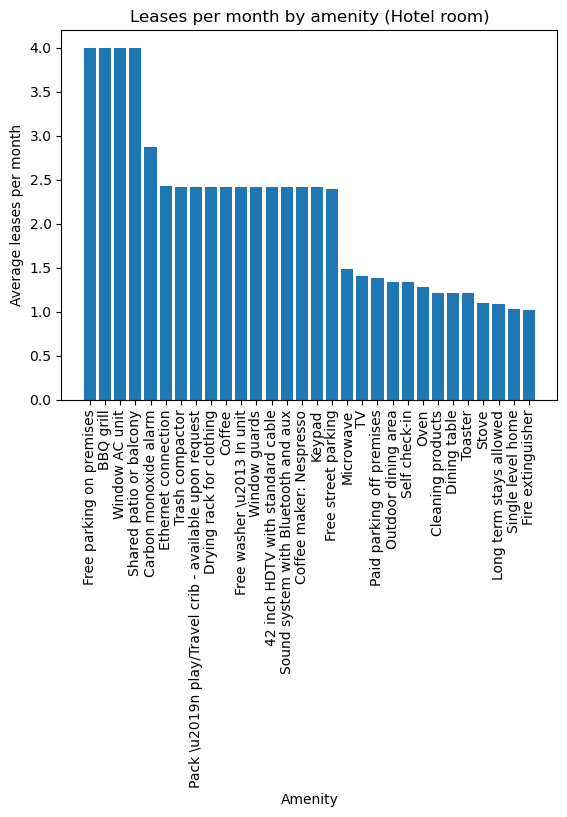 Leases per month by amenity (Hotel room)
Average leases per month
4.0
3.5
3.0
2.5
2.0
1.5
1.0
0.5
0.0
Free parking on premises
BBQ grill
Window AC unit
Shared patio or balcony
Carbon monoxide alarm
Ethernet connection
Trash compactor
Pack \u2019n play/Travel crib - available upon request
Drying rack for clothing
Coffee
Free washer \u2013 In unit
Window guards
42 inch HDTV with standard cable
Sound system with Bluetooth and aux
Coffee maker: Nespresso
Keypad
Free street parking
Microwave
TV
Paid parking off premises
Outdoor dining area
Self check-in
Oven
Cleaning products
Dining table
Toaster
Stove
Long term stays allowed
Single level home
Fire extinguisher
Amenity